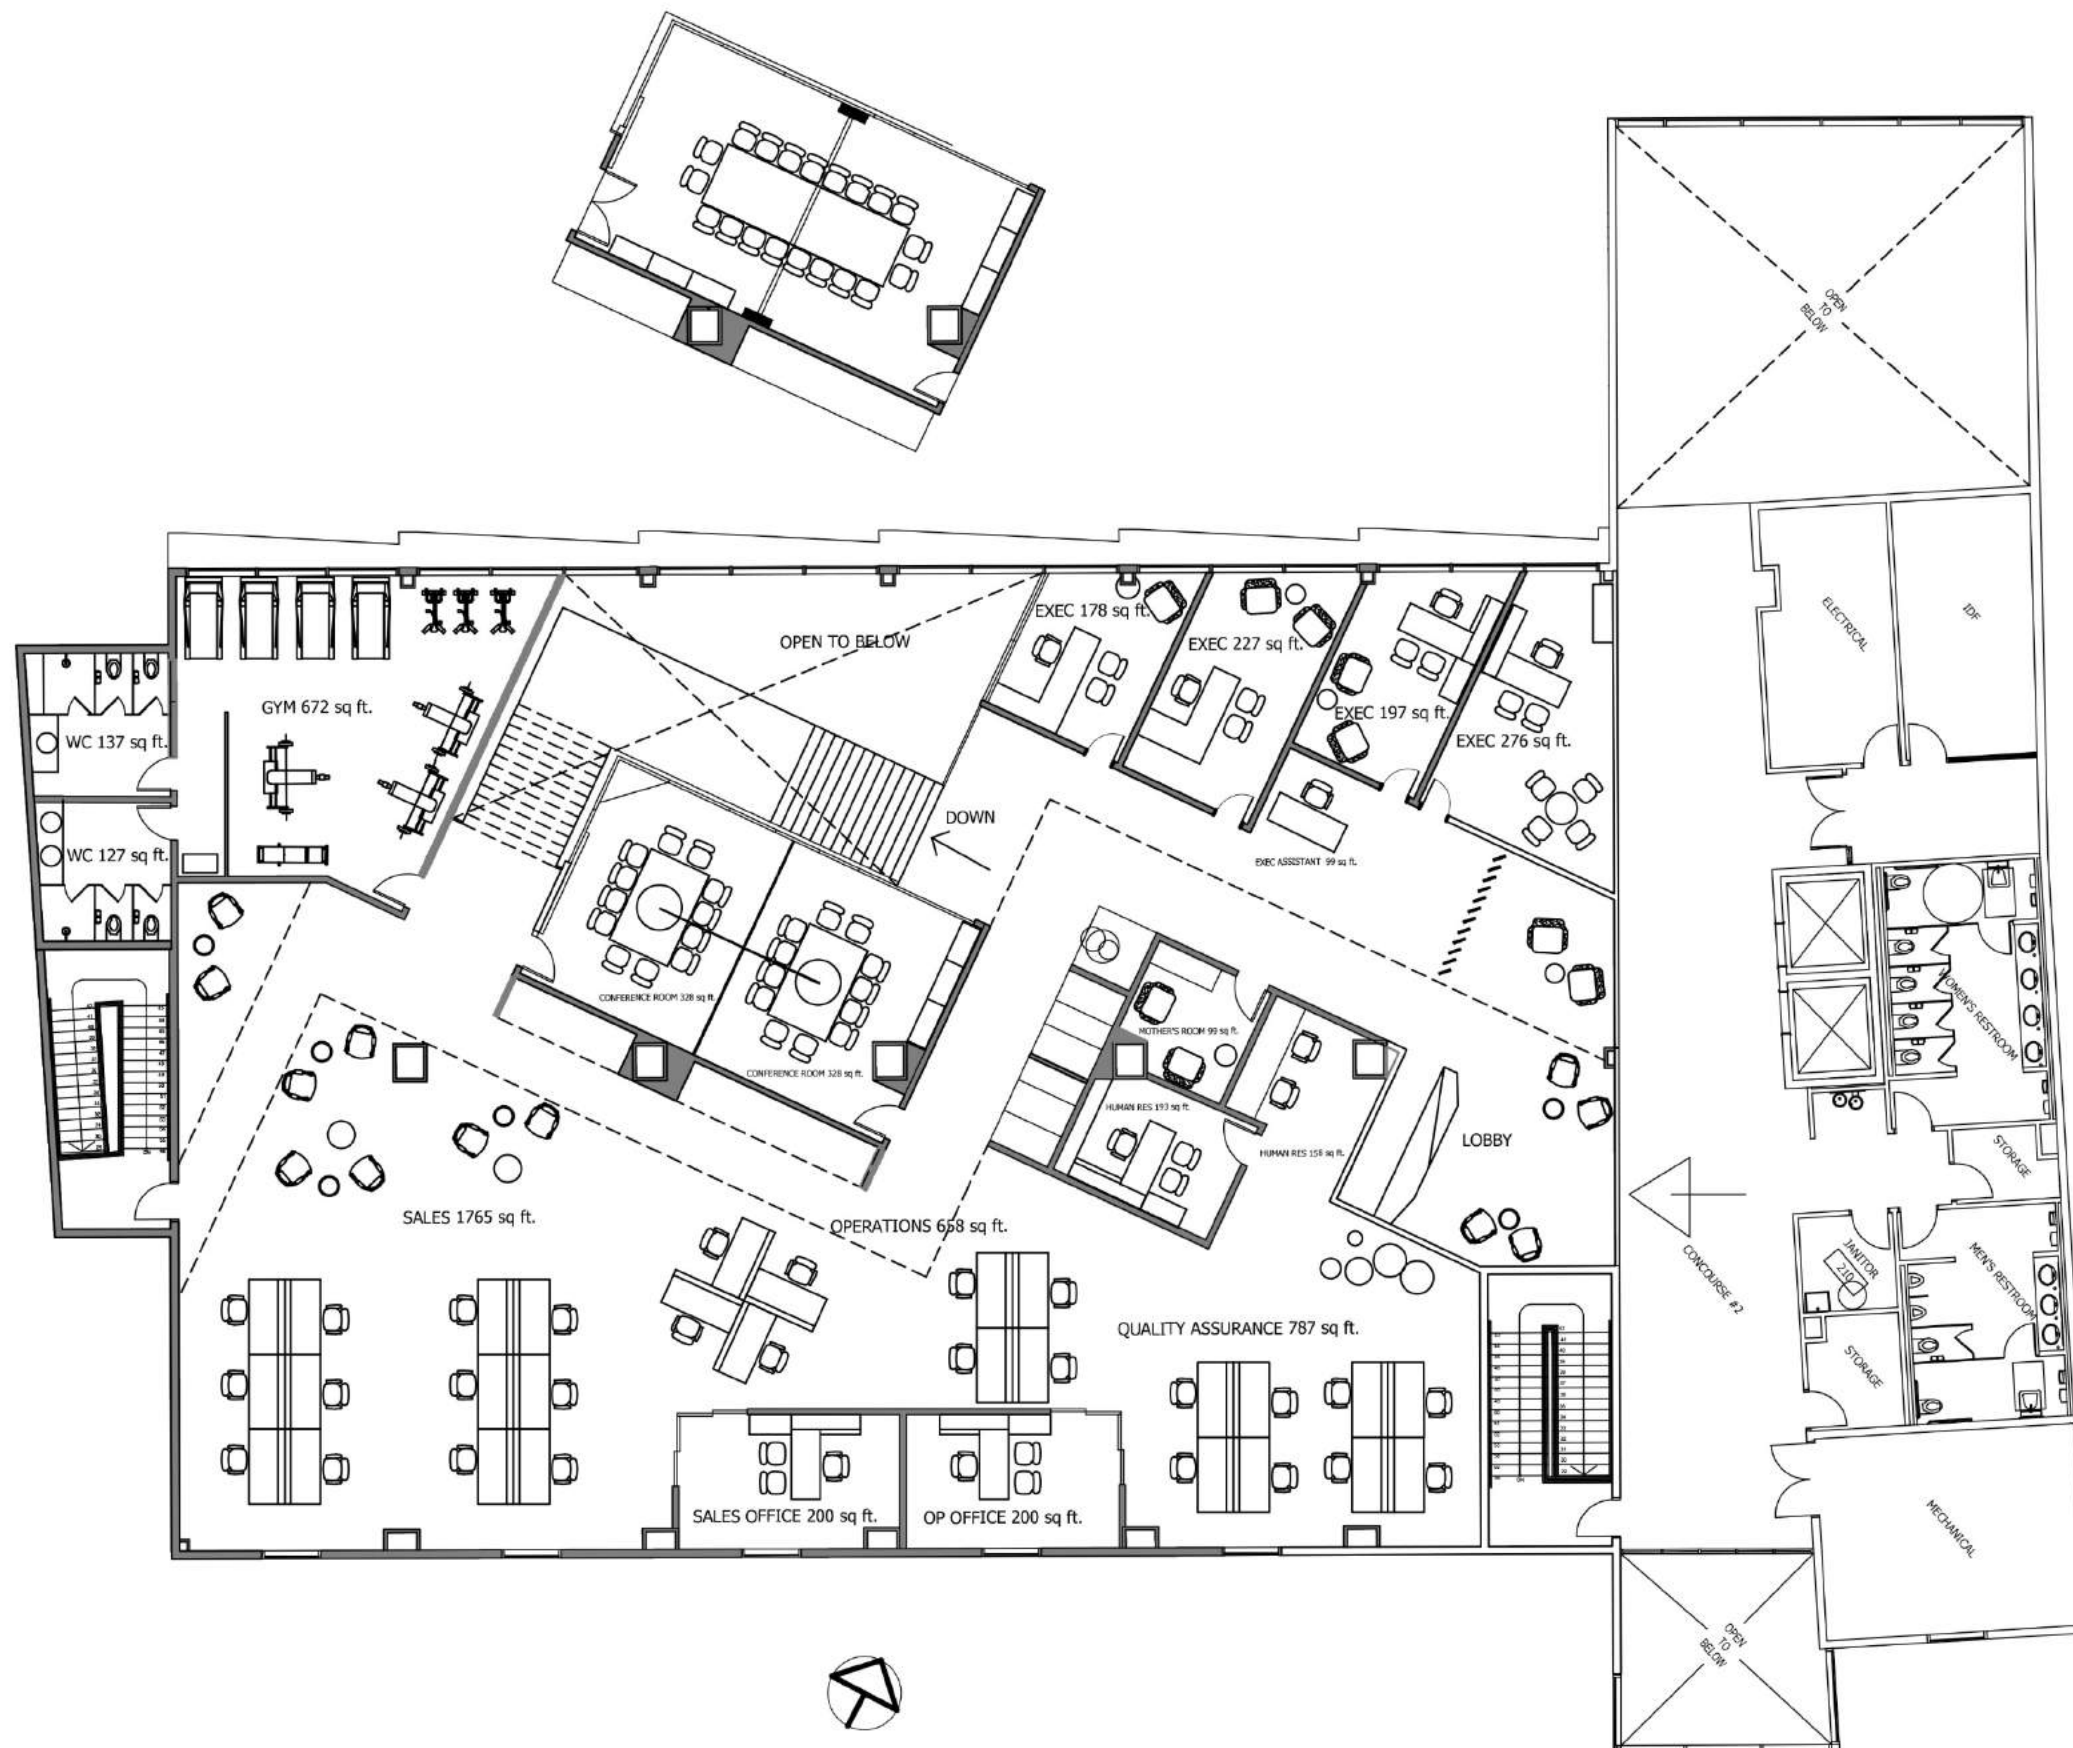 OPEN
TO
BELOW
EXEC 178 sq ft.
OPEN TO BELOW
EXEC 227 sq ft.
ELECTRICAL
IDF
GYM 672 sq ft.
EXEC 197 sq ft.
WC 137 sq ft.
EXEC 276 sq ft.
DOWN
WC 127 sq ft.
EXEC ASSISTANT 99 sq ft.
CONFERENCE ROOM 328 sq ft.
WOMEN'S RESTROOM
MOTHER'S ROOM 99 sq ft.
CONFERENCE ROOM 328 sq ft.
HUMAN RES 193 sq ft.
LOBBY
HUMAN RES 158 sq ft.
STORAGE
SALES 1765 sq ft.
OPERATIONS 658 sq ft.
JANITOR
210
MEN'S RESTROOM
CONCOURSE #2
QUALITY ASSURANCE 787 sq ft.
STORAGE
SALES OFFICE 200 sq ft.
OP OFFICE 200 sq ft.
MECHANICAL
OPEN
TO
BELOW